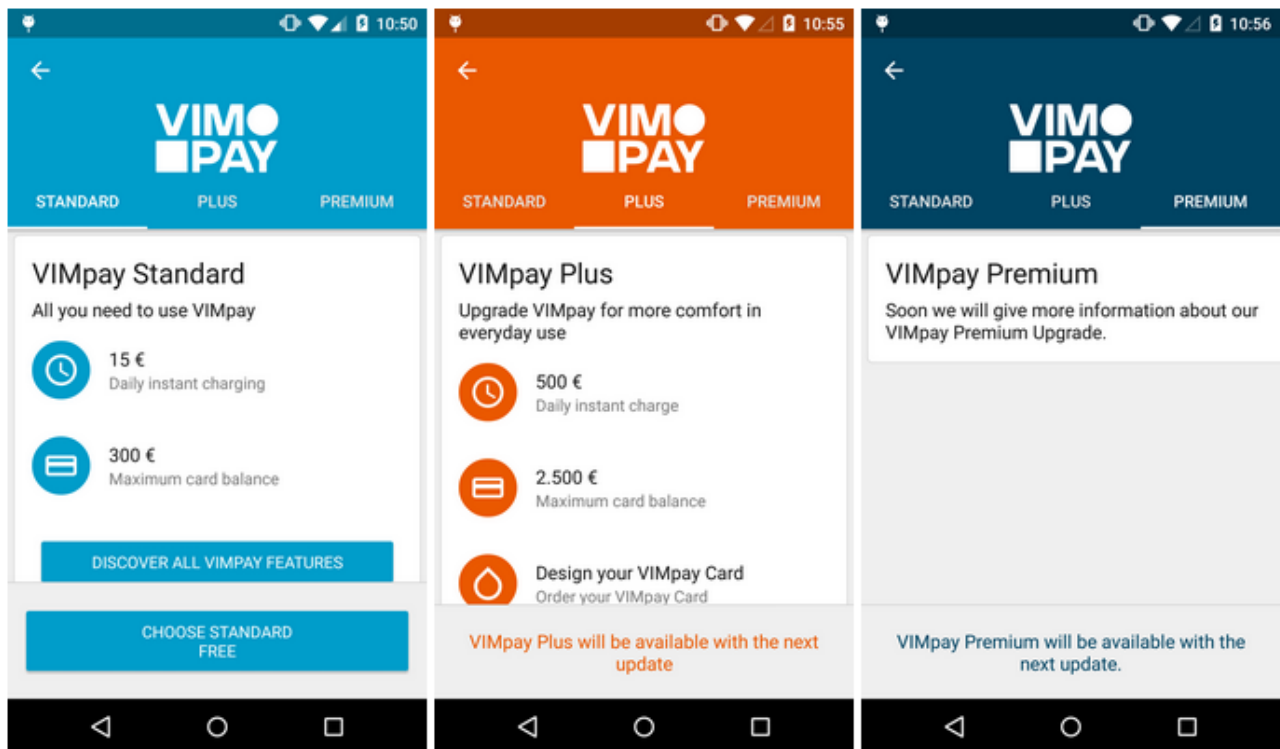 10:50
VIMO
PAY
STANDARD PLUS PREMIUM
VIMpay Standard
All you need to use VIMpay
15 €
Daily instant charging
300 €
Maximum card balance
DISCOVER ALL VIMPAY FEATURES
CHOOSE STANDARD
FREE
10:55
VIMO
PAY
STANDARD PLUS PREMIUM
VIMpay Plus
Upgrade VIMpay for more comfort in
everyday use
500 €
Daily instant charge
2.500 €
Maximum card balance
Design your VIMpay Card
Order your VIMpay Card
VIMpay Plus will be available with the next
update
10:56
VIMO
PAY
STANDARD PLUS PREMIUM
VIMpay Premium
Soon we will give more information about our
VIMpay Premium Upgrade.
VIMpay Premium will be available with the
next update.